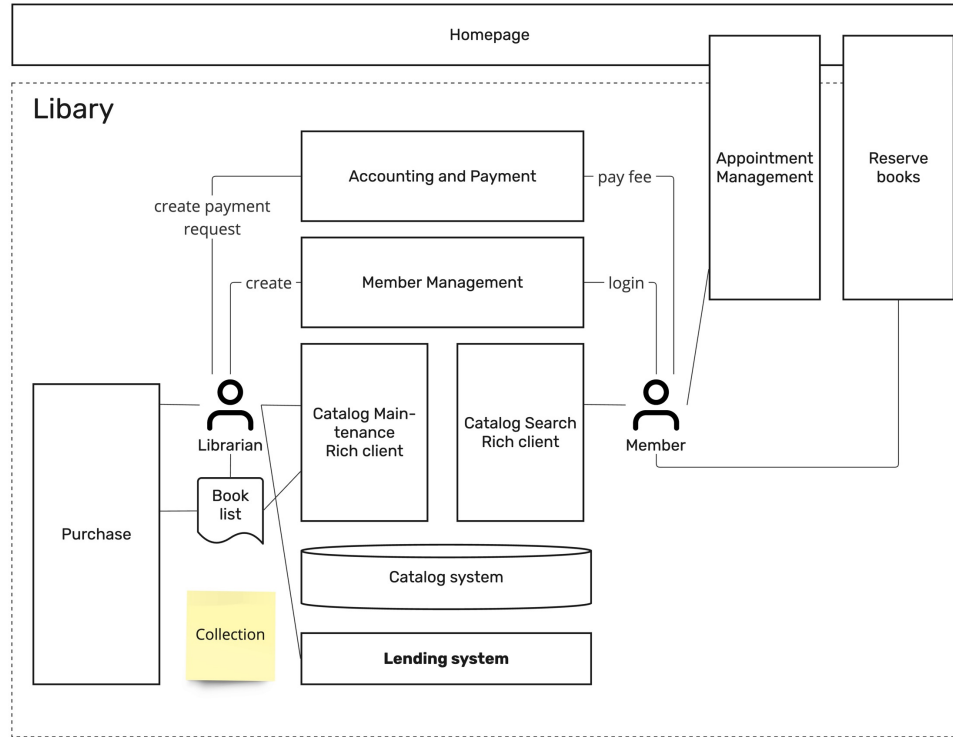 Homepage
Libary
Accounting and Payment
pay fee
Appointment
Management
Reserve
books
create payment
request
create
Member Management
login
Librarian
Catalog Main-
tenance
Rich client
Catalog Search
Rich client
Member
Book
list
Purchase
Catalog system
Collection
Lending system